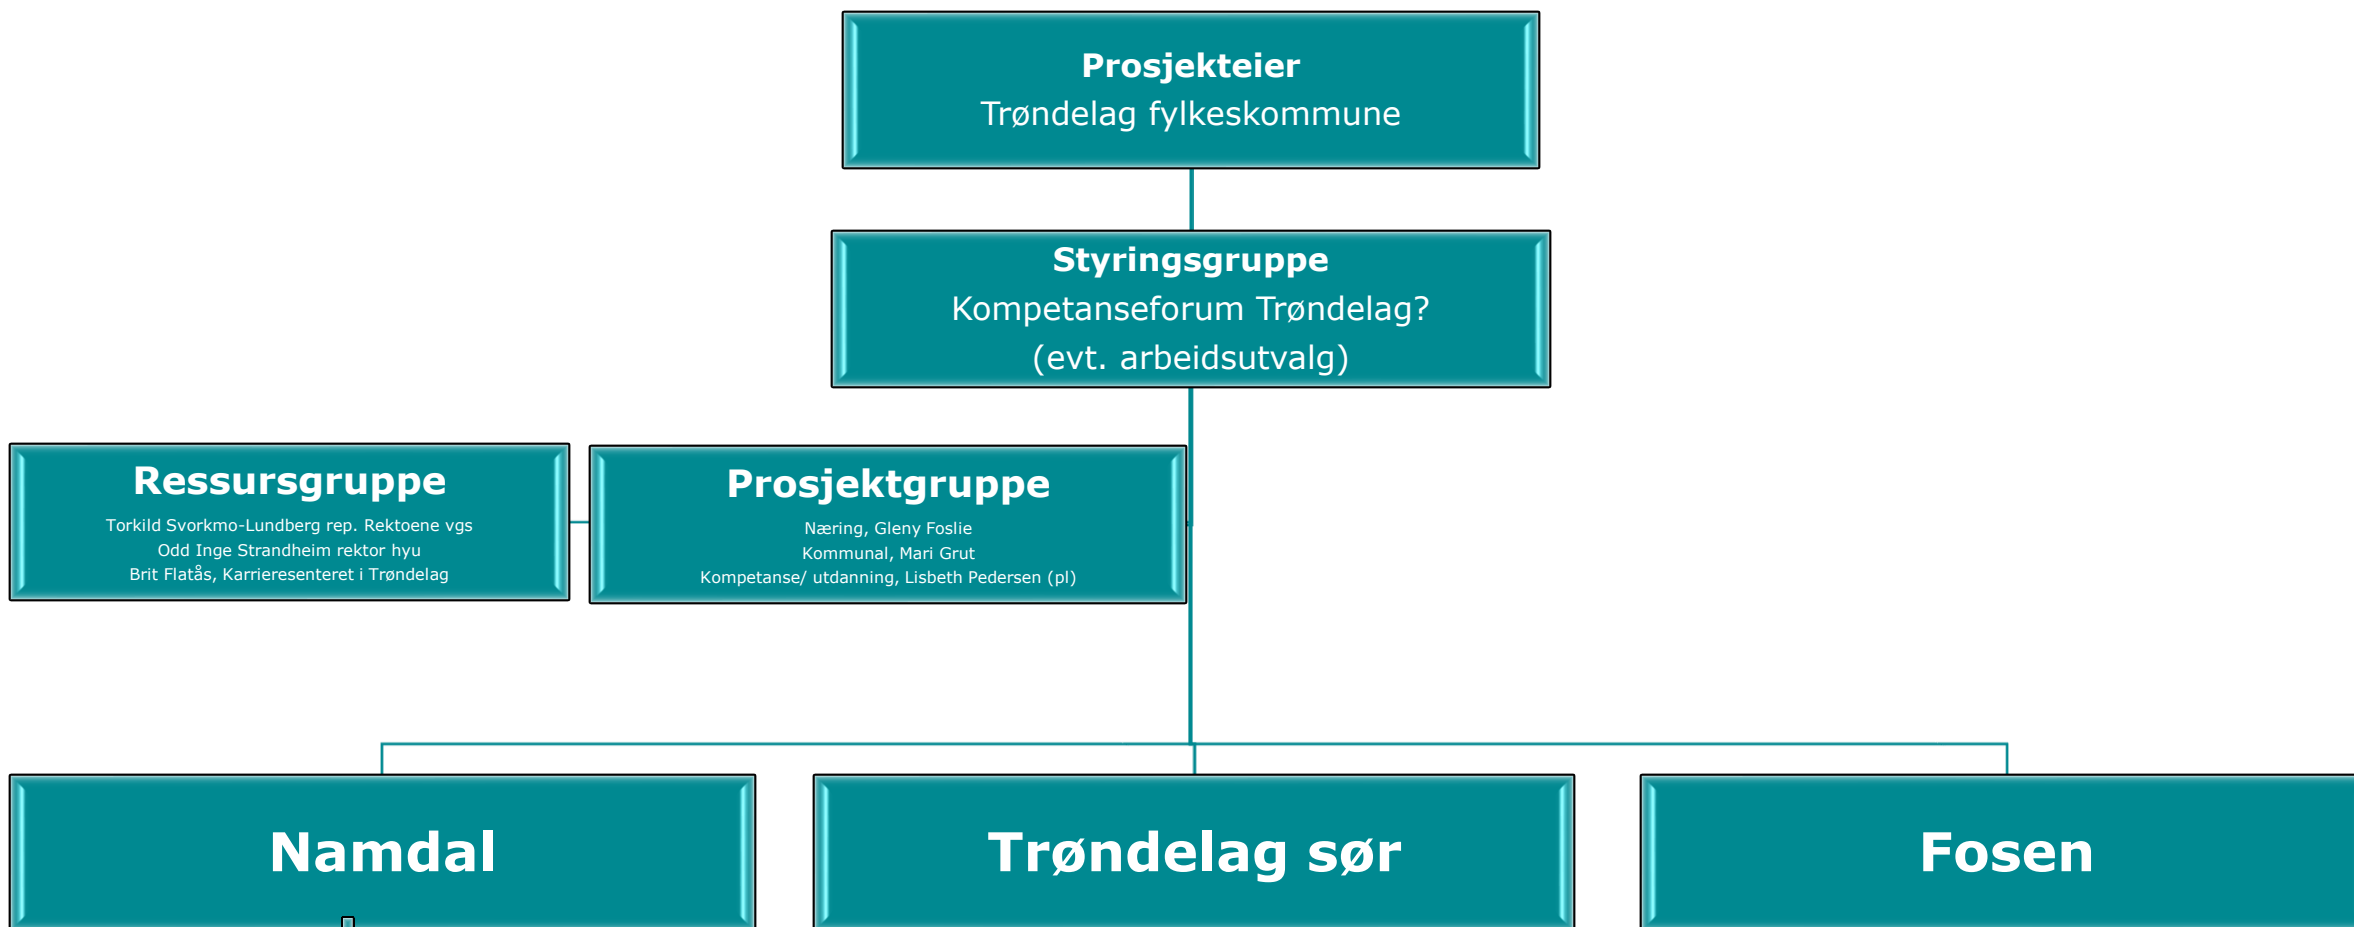 Prosjekteier
Trøndelag fylkeskommune
Styringsgruppe
Kompetanseforum Trøndelag?
(evt. arbeidsutvalg)
Ressursgruppe
Torkild Svorkmo-Lundberg rep. Rektoene vgs
Odd Inge Strandheim rektor hyu
Brit Flatås, Karrieresenteret i Trøndelag
Prosjektgruppe
Næring, Gleny Foslie
Kommunal, Mari Grut
Kompetanse/ utdanning, Lisbeth Pedersen (pl)
Namdal
Trøndelag sør
Fosen